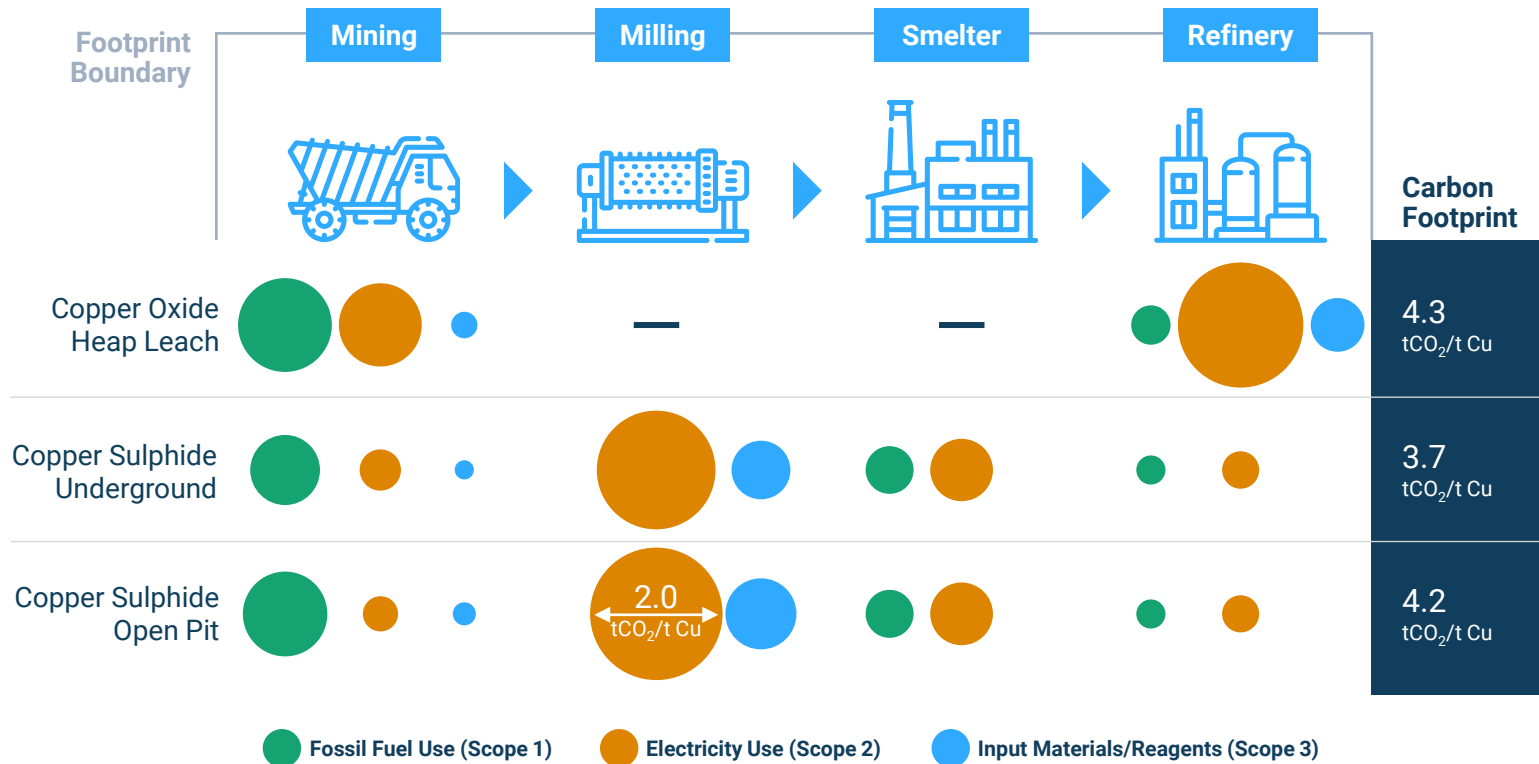 Footprint
Boundary
Mining
Milling
Smelter
Refinery
Carbon
Footprint
Copper Oxide
Heap Leach
—
—
4.3
tCO₂/t Cu
Copper Sulphide
Underground
3.7
tCO₂/t Cu
Copper Sulphide
Open Pit
2.0
tCO₂/t Cu
4.2
tCO₂/t Cu
Fossil Fuel Use (Scope 1)
Electricity Use (Scope 2)
Input Materials/Reagents (Scope 3)